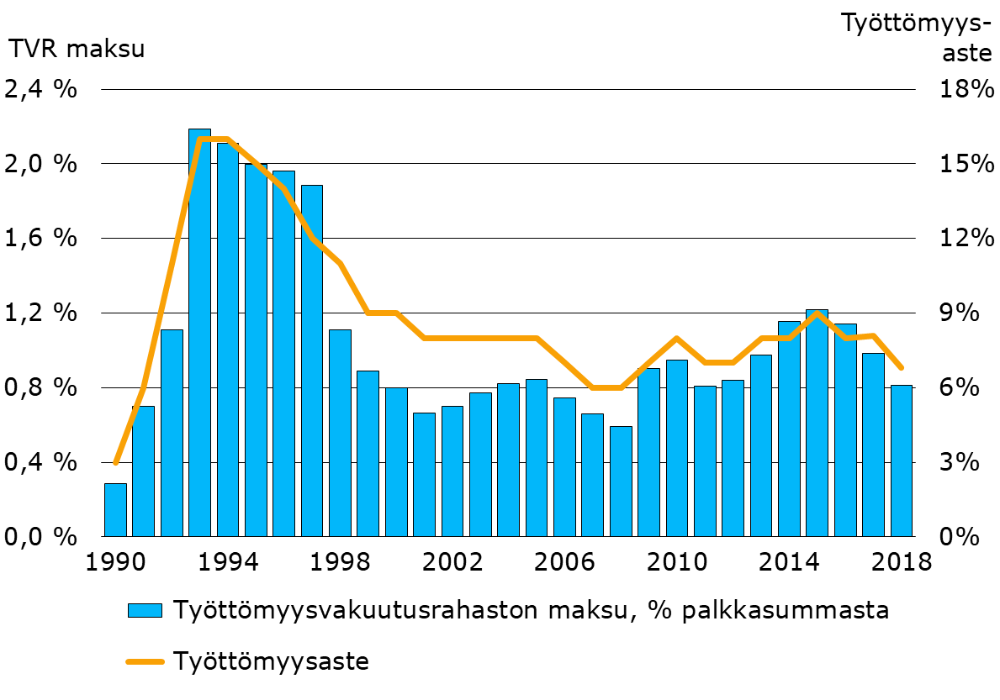 TVR maksu
Työttömyys-
aste
2,4 %
18%
2,0 %
15%
1,6 %
12%
1,2 %
9%
0,8 %
6%
0,4 %
3%
0,0 %
0%
1990 1994 1998 2002 2006 2010 2014 2018
Työttömyysvakuutusrahaston maksu, % palkkasummasta
Työttömyysaste